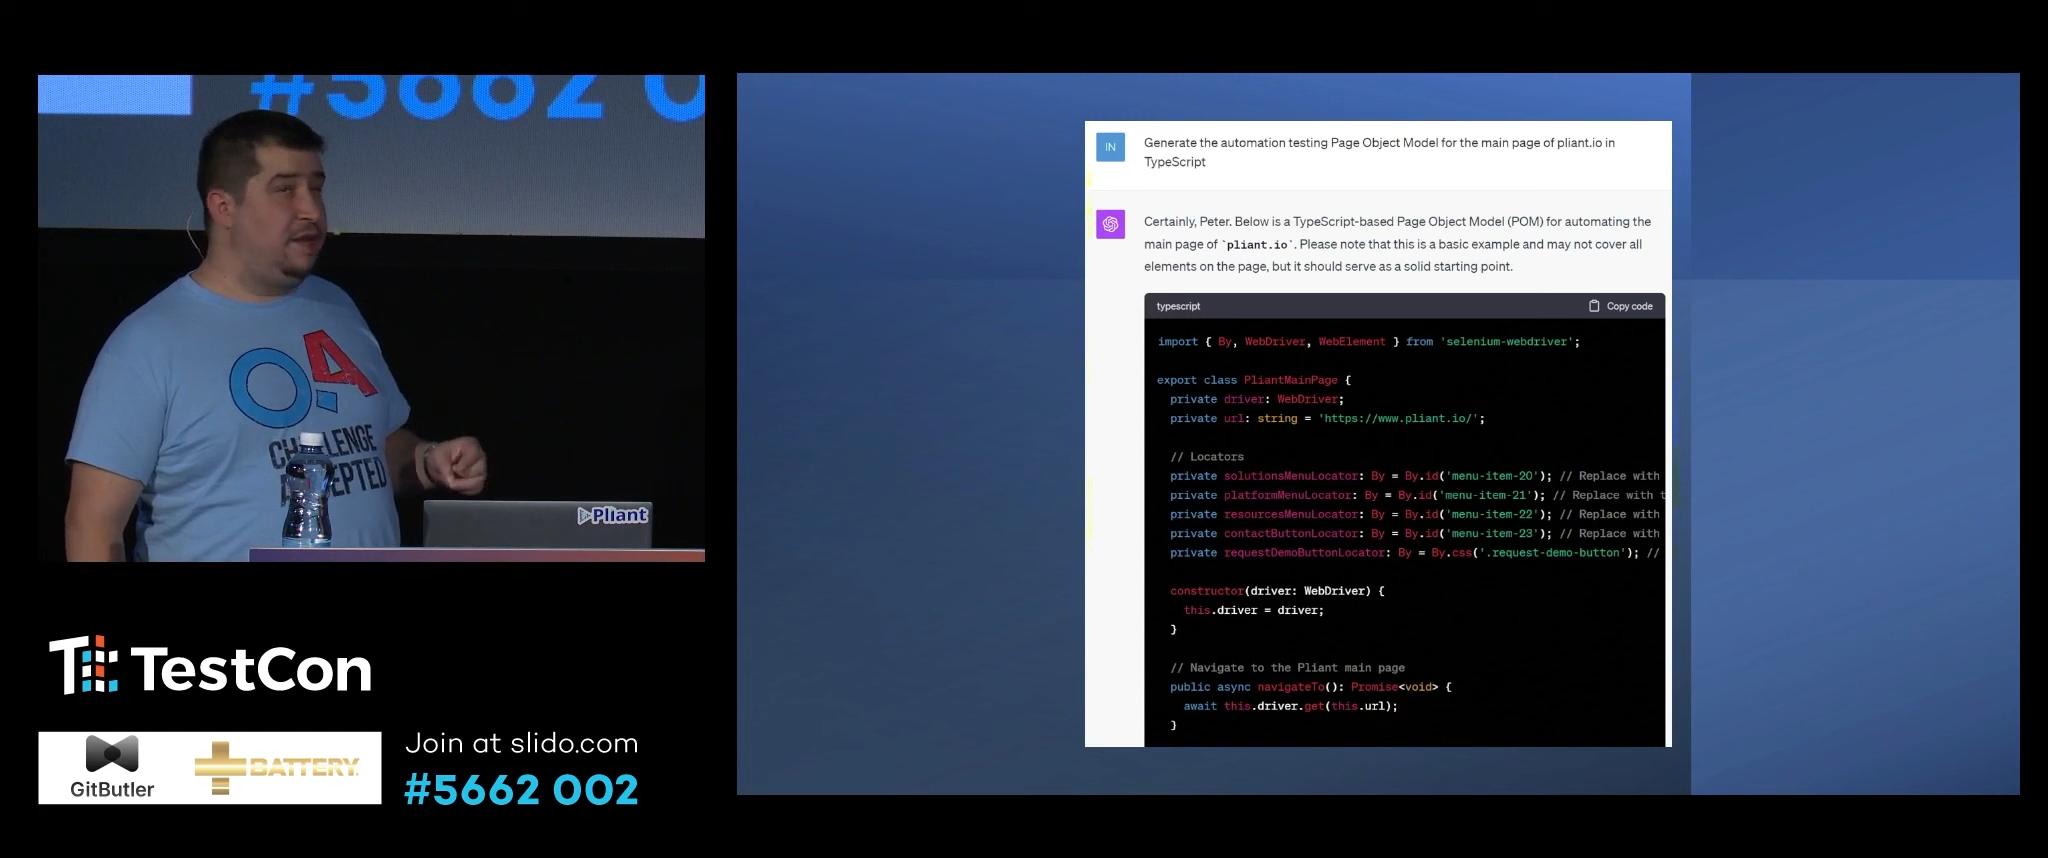 #5662 0
QA
CHALLENGE
ACCEPTED
Pliant
TestCon
GitButler
BATTERY
Join at slido.com
#5662 002
IN
Generate the automation testing Page Object Model for the main page of pliant.io in
TypeScript
Certainly, Peter. Below is a TypeScript-based Page Object Model (POM) for automating the
main page of `pliant.io`. Please note that this is a basic example and may not cover all
elements on the page, but it should serve as a solid starting point.
typescript
Copy code
import { By, WebDriver, WebElement } from 'selenium-webdriver';
export class PliantMainPage {
private driver: WebDriver;
private url: string = 'https://www.pliant.io/';
// Locators
private solutionsMenuLocator: By = By.id('menu-item-20'); // Replace with
private platformMenuLocator: By = By.id('menu-item-21'); // Replace with t
private resourcesMenuLocator: By = By.id('menu-item-22'); // Replace with
private contactButtonLocator: By = By.id('menu-item-23'); // Replace with
private requestDemoButtonLocator: By = By.css('.request-demo-button'); //
constructor(driver: WebDriver) {
this.driver = driver;
}
// Navigate to the Pliant main page
public async navigateTo(): Promise<void> {
await this.driver.get(this.url);
}